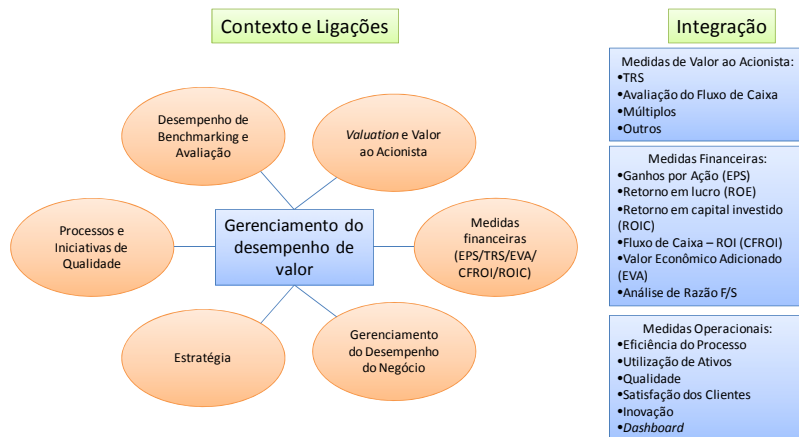 Contexto e Ligações
Desempenho de
Benchmarking e
Avaliação
Valuation e Valor
ao Acionista
Processos e
Iniciativas de
Qualidade
Gerenciamento do
desempenho de
valor
Medidas
financeiras
(EPS/TRS/EVA/
CFROI/ROIC)
Estratégia
Gerenciamento
do Desempenho
do Negócio
Integração
Medidas de Valor ao Acionista:
•TRS
•Avaliação do Fluxo de Caixa
•Múltiplos
•Outros
Medidas Financeiras:
•Ganhos por Ação (EPS)
•Retorno em lucro (ROE)
•Retorno em capital investido
(ROIC)
•Fluxo de Caixa – ROI (CFROI)
•Valor Econômico Adicionado
(EVA)
•Análise de Razão F/S
Medidas Operacionais:
•Eficiência do Processo
•Utilização de Ativos
•Qualidade
•Satisfação dos Clientes
•Inovação
•Dashboard